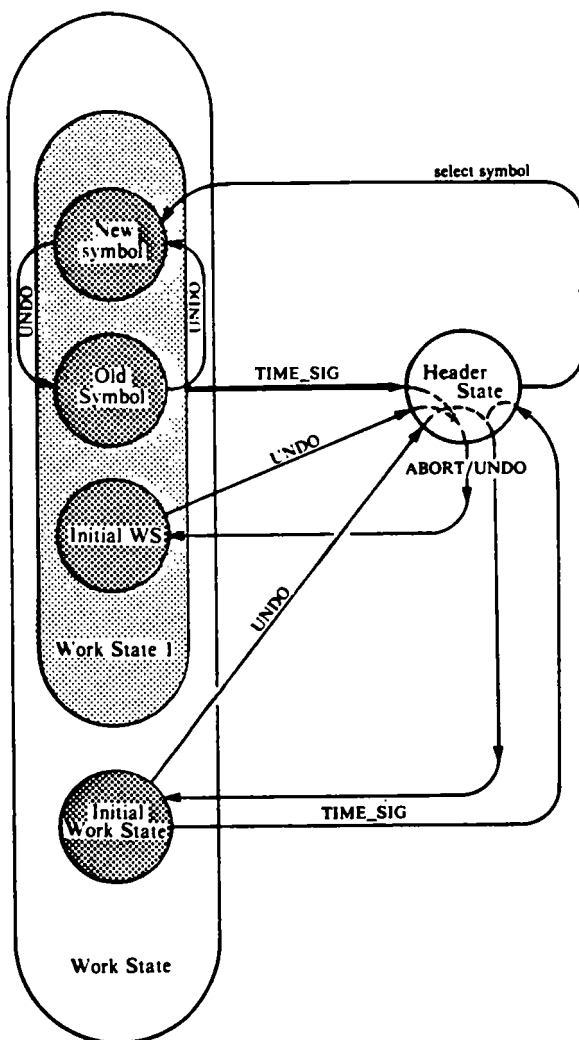 select symbol
New
symbol
UNDO
UNDO
Old
Symbol
TIME_SIG
Header
State
UNDO
ABORT/UNDO
Initial WS
UNDO
Work State 1
Initial
Work State
TIME_SIG
Work State